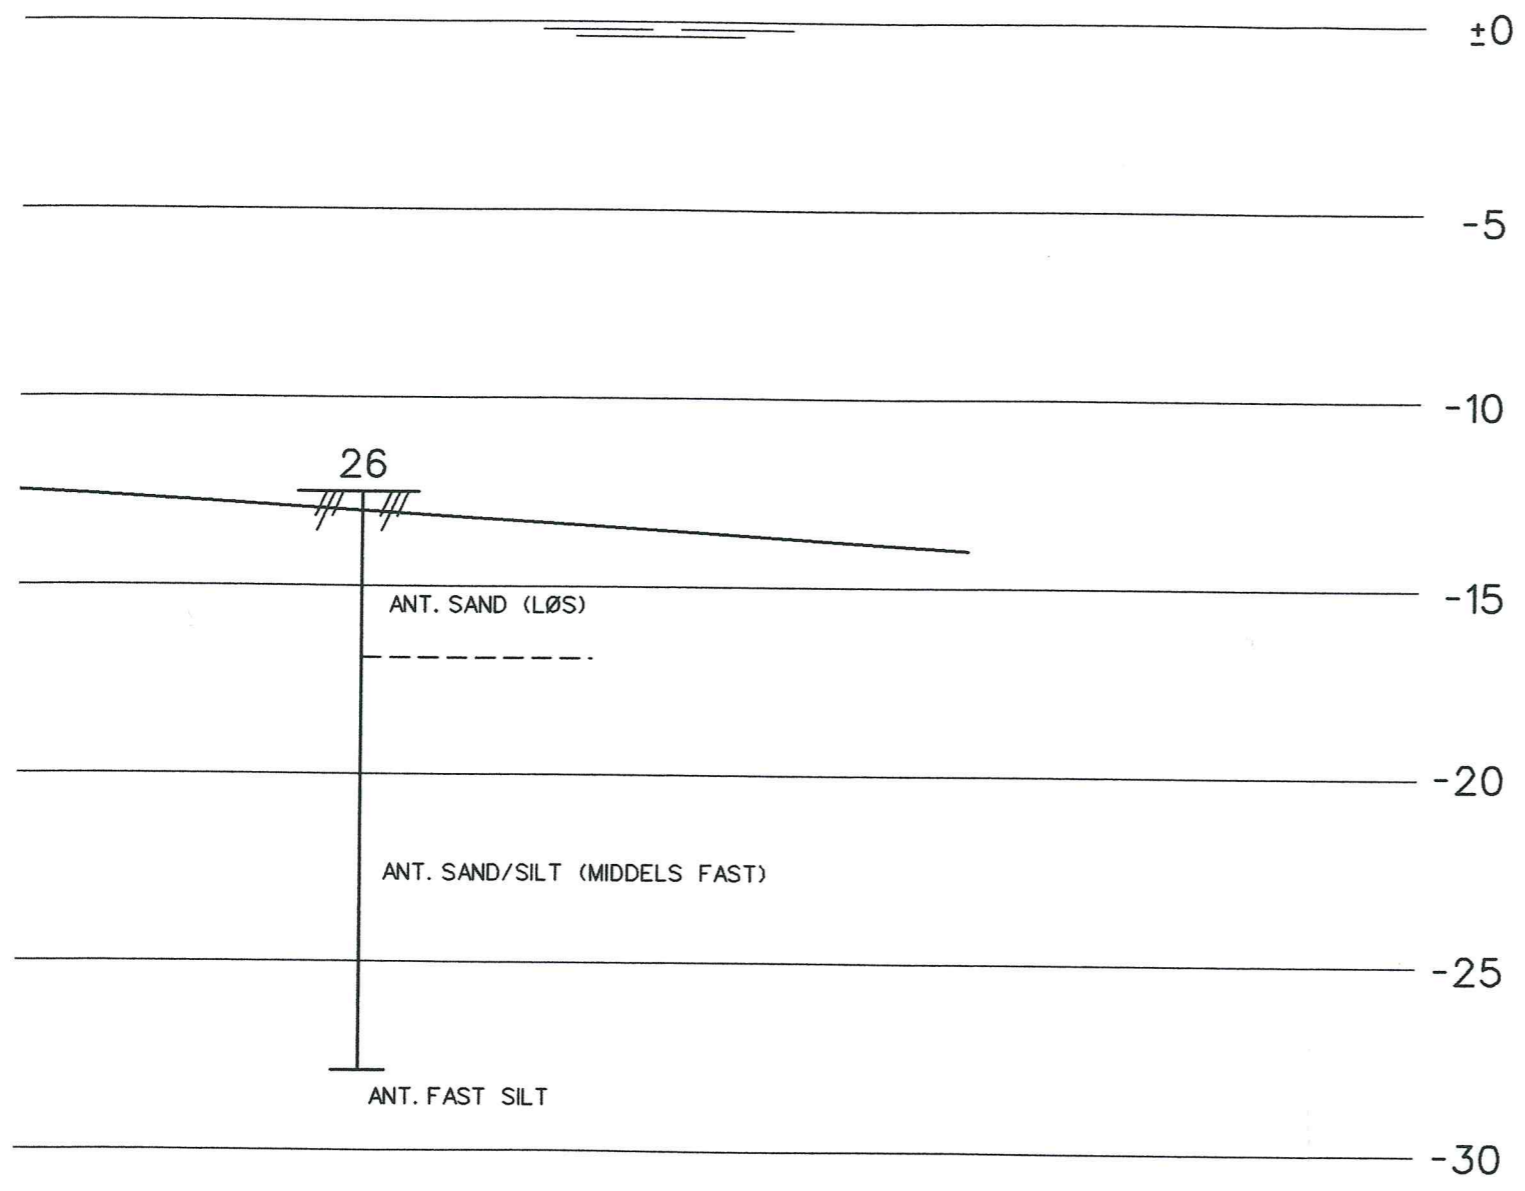 ±0
-5
-10
26
-15
ANT. SAND (LØS)
-20
ANT. SAND/SILT (MIDDELS FAST)
-25
ANT. FAST SILT
-30